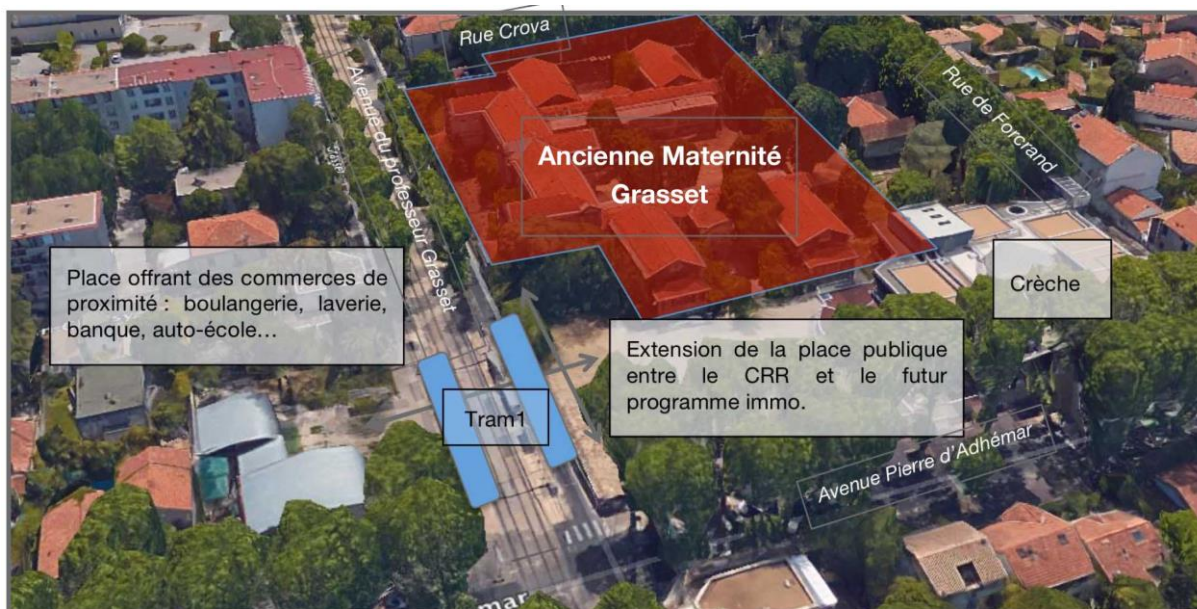 Rue Crova
Avenue du professeur Grasset
Rue de Forcrand
Ancienne Maternité
Grasset
Place offrant des commerces de
proximité : boulangerie, laverie,
banque, auto-école…
Crèche
Extension de la place publique
entre le CRR et le futur
programme immo.
Tram1
Avenue Pierre d’Adhémar
mar